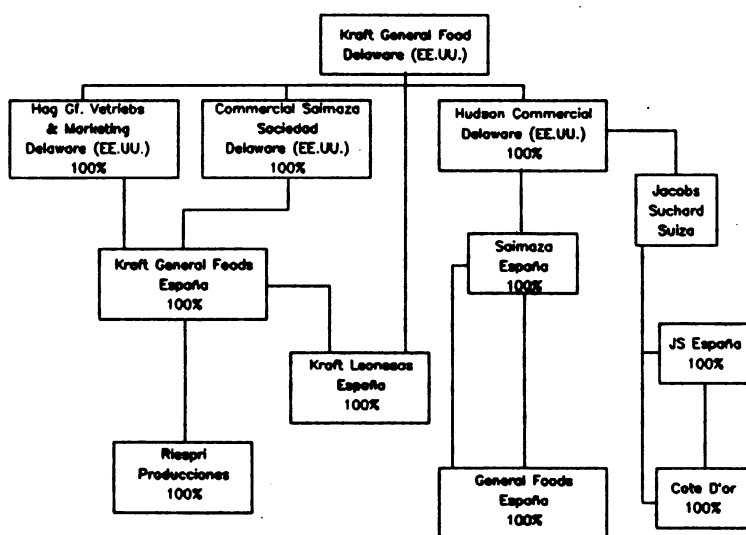 Kraft General Food
Delaware (EE.UU.)
Hag Gf. Vetriebs
& Marketing
Delaware (EE.UU.)
100%
Commercial Saimaza
Sociedad
Delaware (EE.UU.)
100%
Hudson Commercial
Delaware (EE.UU.)
100%
Jacobs
Suchard
Suiza
Kraft General Foods
España
100%
Saimaza
España
100%
Kraft Leonesas
España
100%
JS España
100%
Riespri
Producciones
100%
General Foods
España
100%
Cote D'or
100%